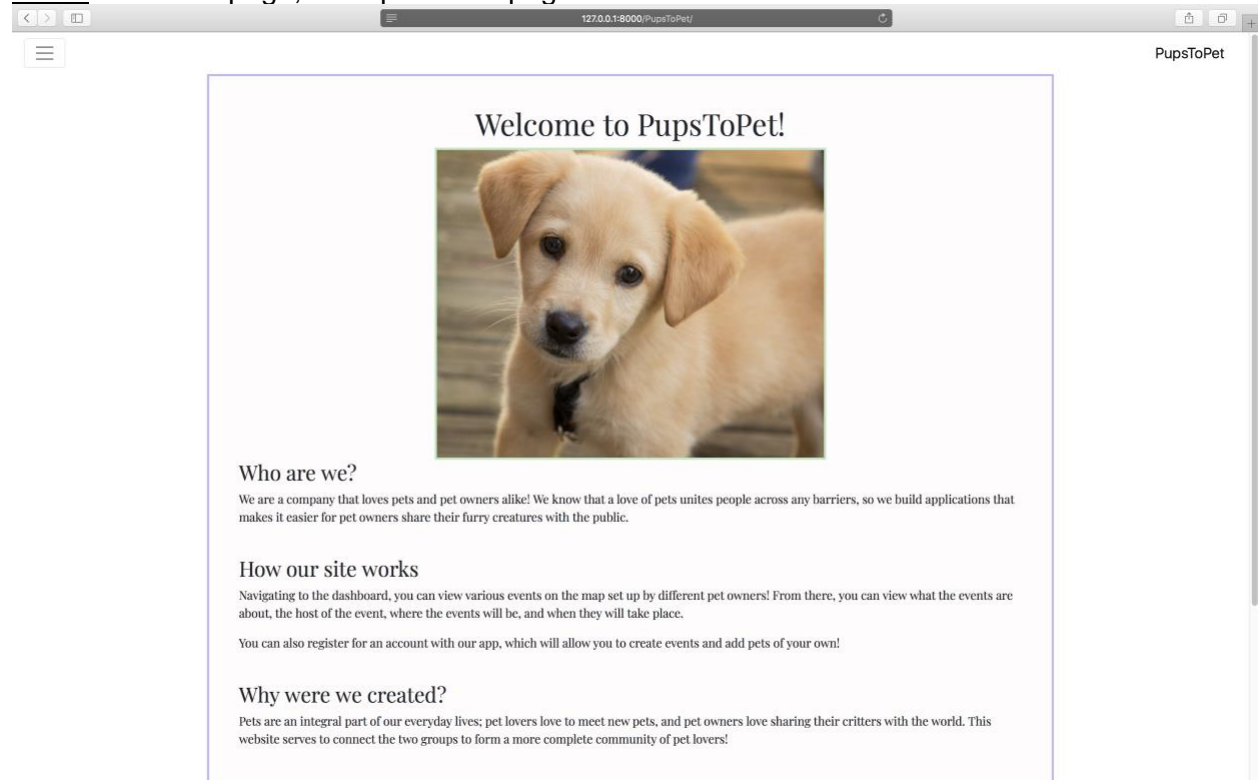 127.0.0.1:8000/PupsToPet/
PupsToPet
Welcome to PupsToPet!
Who are we?
We are a company that loves pets and pet owners alike! We know that a love of pets unites people across any barriers, so we build applications that
makes it easier for pet owners share their furry creatures with the public.
How our site works
Navigating to the dashboard, you can view various events on the map set up by different pet owners! From there, you can view what the events are
about, the host of the event, where the events will be, and when they will take place.
You can also register for an account with our app, which will allow you to create events and add pets of your own!
Why were we created?
Pets are an integral part of our everyday lives; pet lovers love to meet new pets, and pet owners love sharing their critters with the world. This
website serves to connect the two groups to form a more complete community of pet lovers!